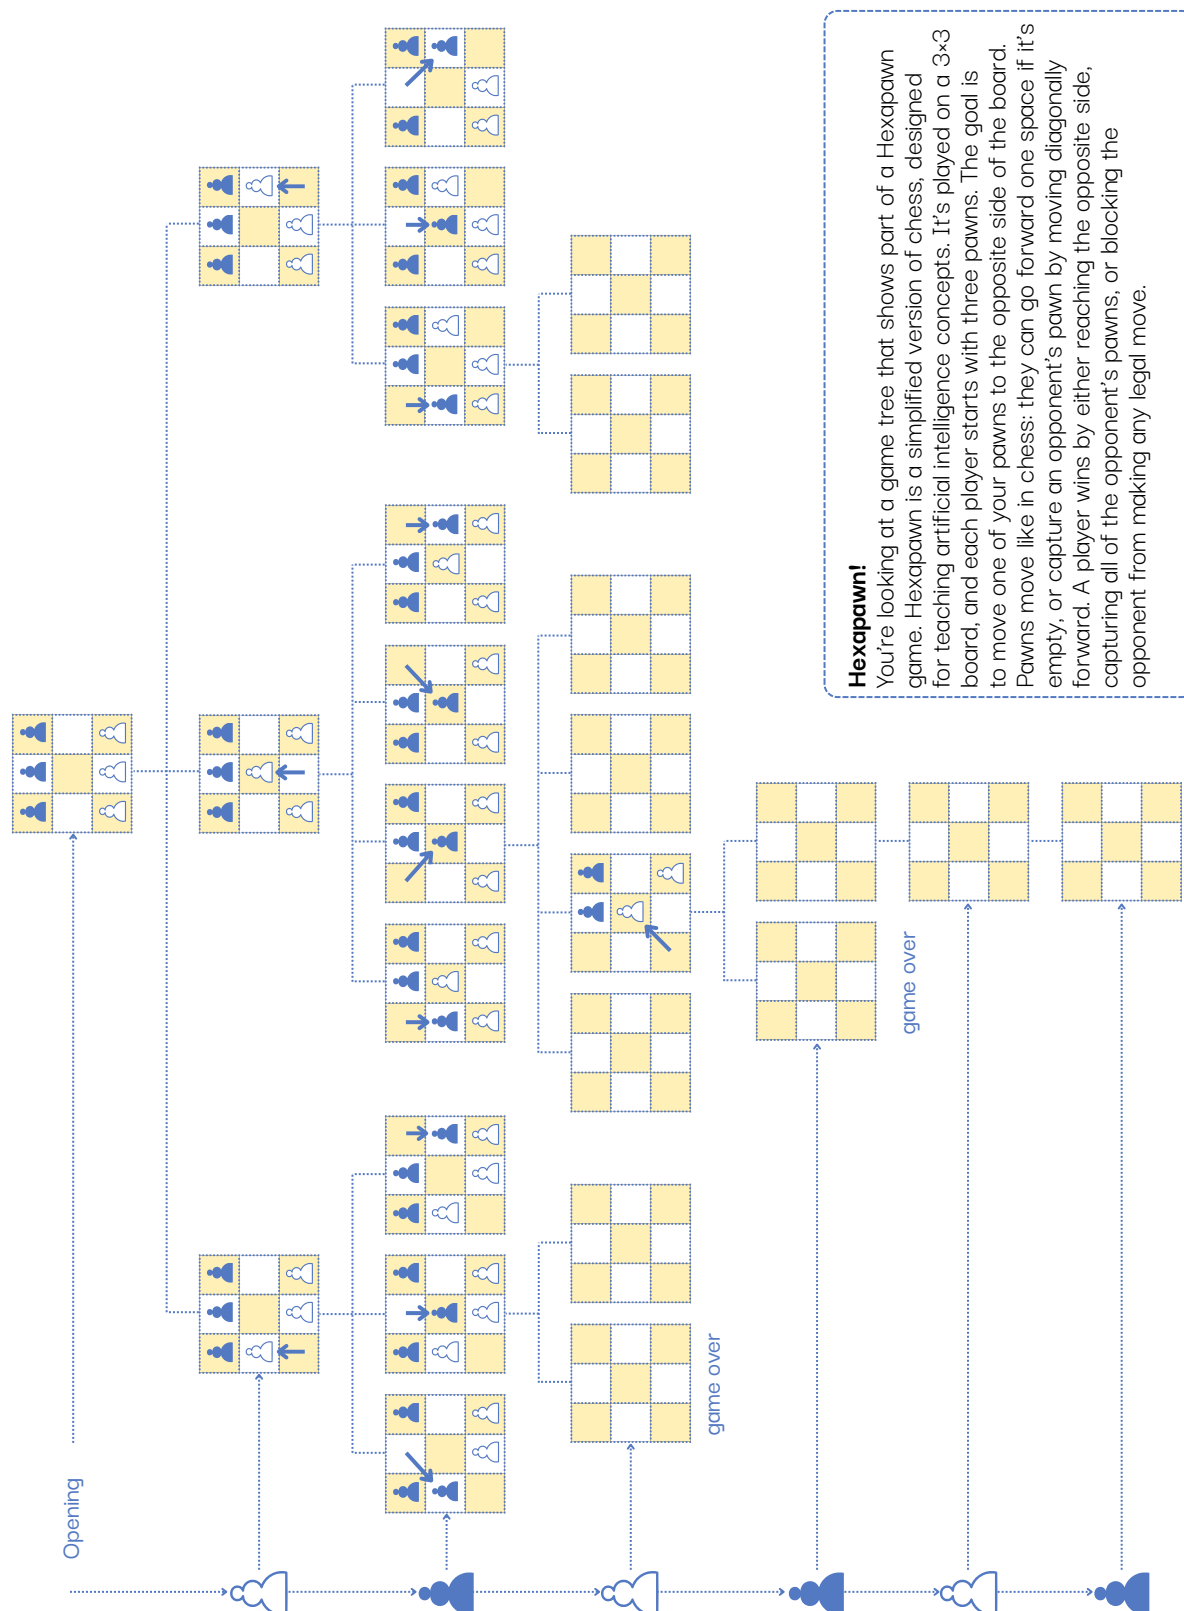 Opening
game over
game over
Hexapawn!
You're looking at a game tree that shows part of a Hexapawn
game. Hexapawn is a simplified version of chess, designed
for teaching artificial intelligence concepts. It's played on a 3×3
board, and each player starts with three pawns. The goal is
to move one of your pawns to the opposite side of the board.
Pawns move like in chess: they can go forward one space if it's
empty, or capture an opponent's pawn by moving diagonally
forward. A player wins by either reaching the opposite side,
capturing all of the opponent's pawns, or blocking the
opponent from making any legal move.